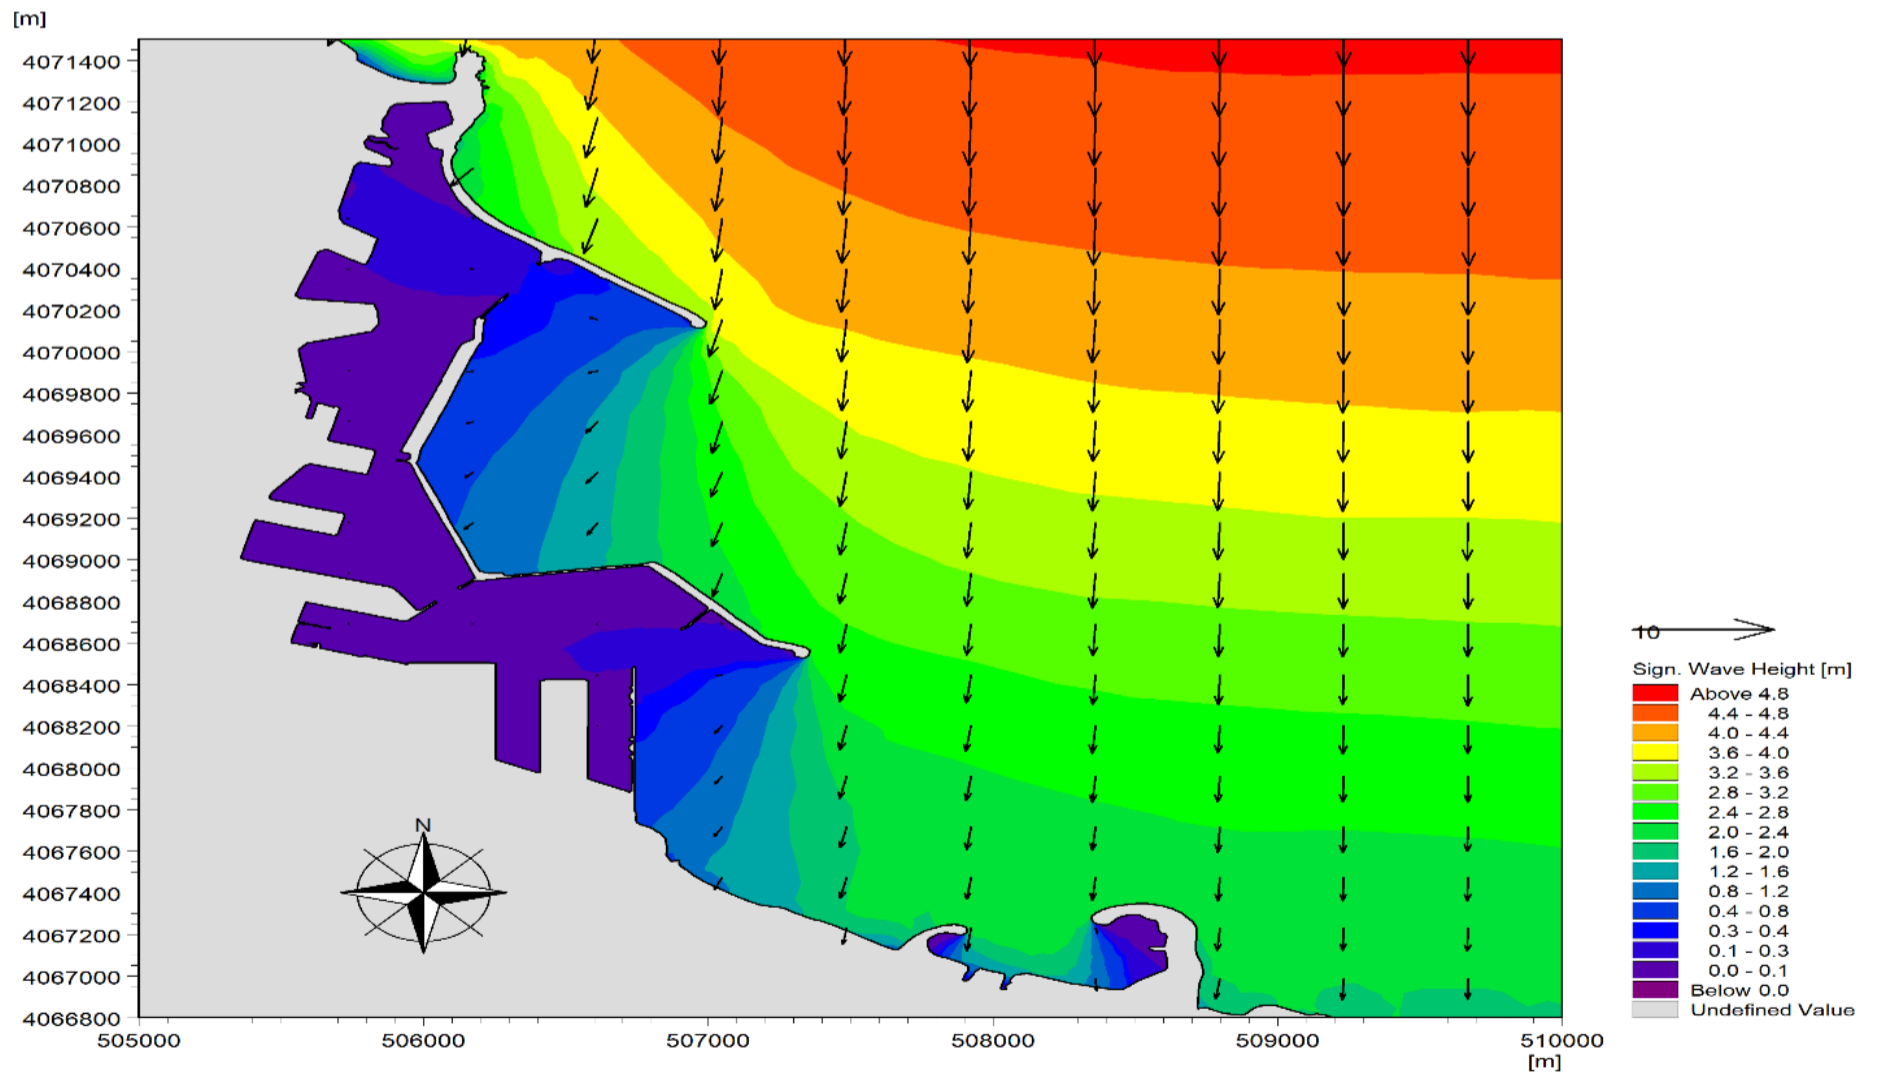 [m]
4071400
4071200
4071000
4070800
4070600
4070400
4070200
4070000
4069800
4069600
4069400
4069200
4069000
4068800
4068600
4068400
4068200
4068000
4067800
4067600
4067400
4067200
4067000
4066800
505000 506000 507000 508000 509000 510000
[m]
N
10
Sign. Wave Height [m]
Above 4.8
4.4 - 4.8
4.0 - 4.4
3.6 - 4.0
3.2 - 3.6
2.8 - 3.2
2.4 - 2.8
2.0 - 2.4
1.6 - 2.0
1.2 - 1.6
0.8 - 1.2
0.4 - 0.8
0.3 - 0.4
0.1 - 0.3
0.0 - 0.1
Below 0.0
Undefined Value